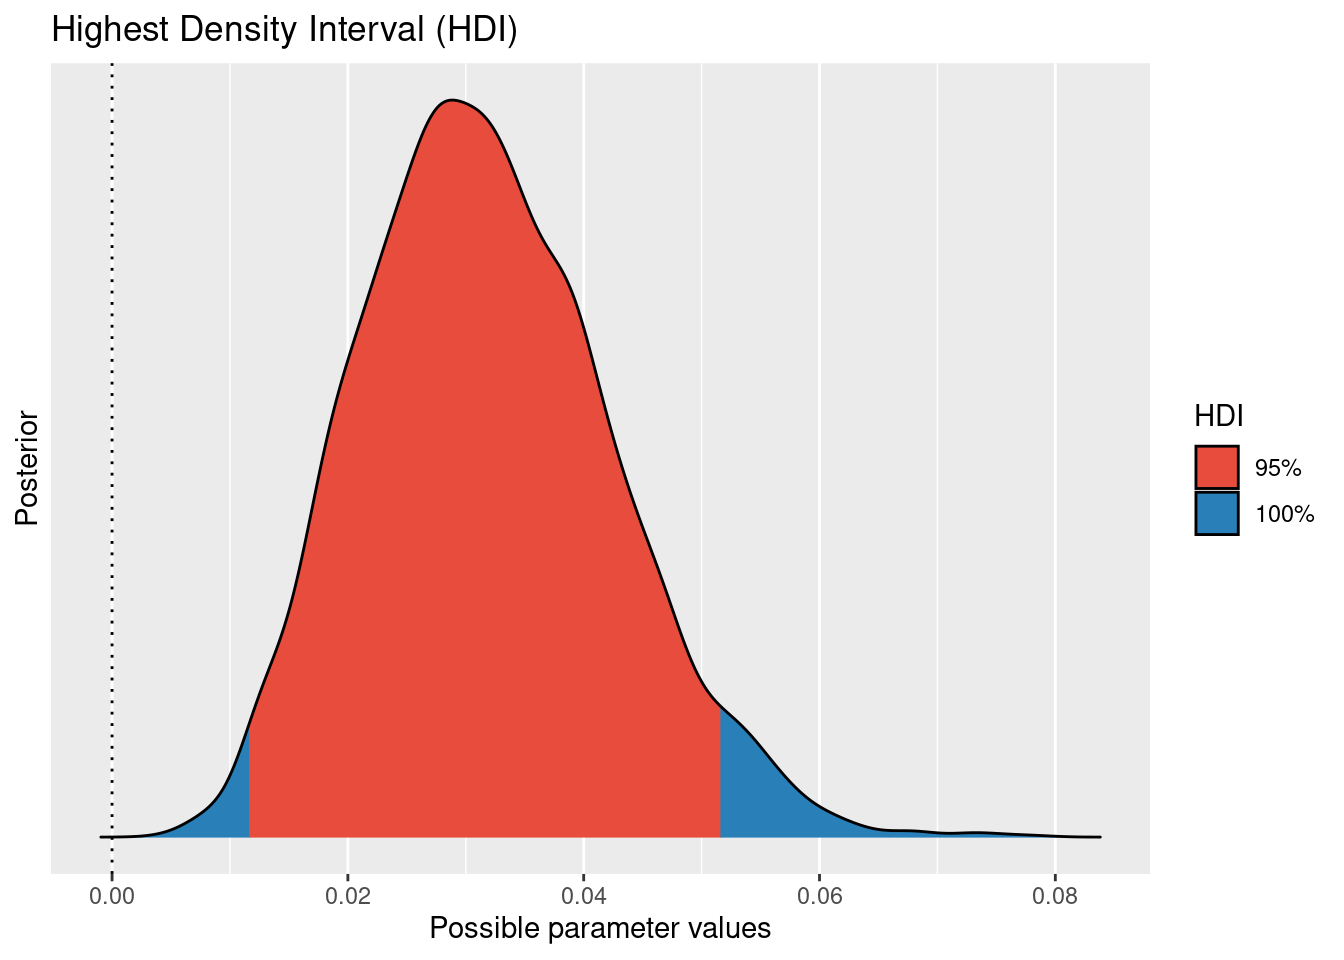 Highest Density Interval (HDI)
Posterior
HDI
95%
100%
0.00 0.02 0.04 0.06 0.08
Possible parameter values